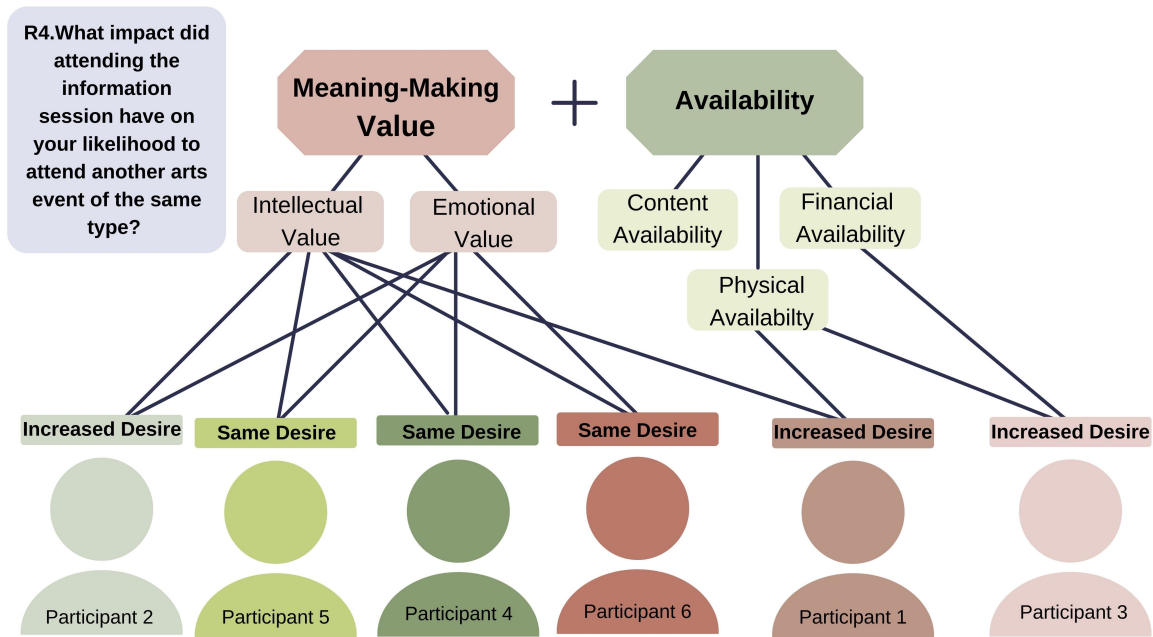 R4.What impact did
attending the
information
session have on
your likelihood to
attend another arts
event of the same
type?
Meaning-Making
Value
Availability
Intellectual
Value
Emotional
Value
Content
Availability
Financial
Availability
Physical
Availabilty
Increased Desire
Same Desire
Same Desire
Same Desire
Increased Desire
Increased Desire
Participant 2
Participant 5
Participant 4
Participant 6
Participant 1
Participant 3